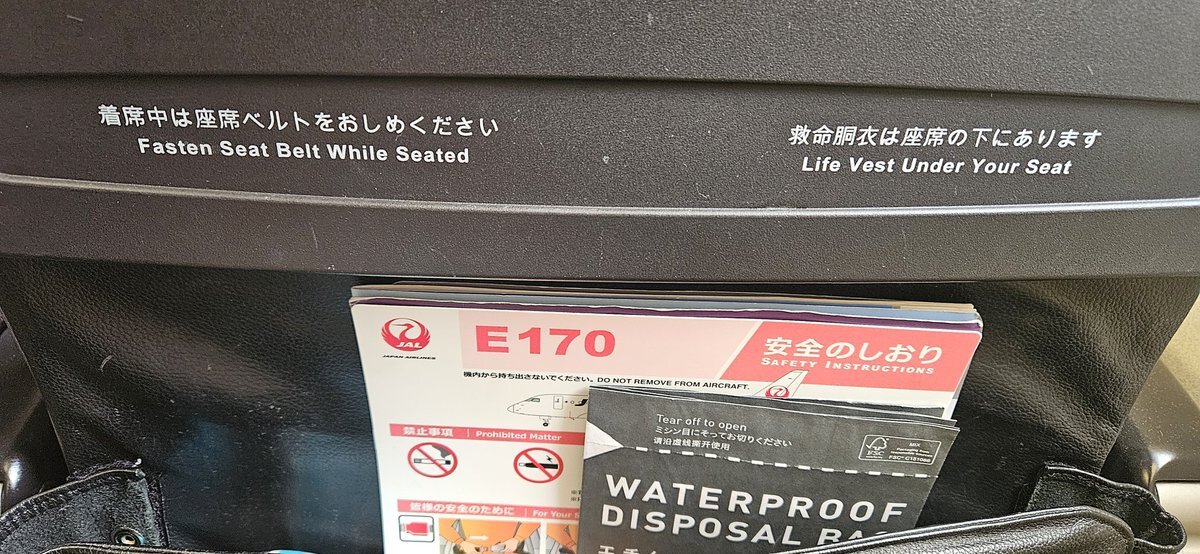 着席中は座席ベルトをおしめください
Fasten Seat Belt While Seated
救命胴衣は座席の下にあります
Life Vest Under Your Seat
JAL
JAPAN AIRLINES
E170
安全のしおり
SAFETY INSTRUCTIONS
機内から持ち出さないでください。DO NOT REMOVE FROM AIRCRAFT.
禁止事項 | Prohibited Matter
皆様の安全のために | For Your S
Tear off to open
ミシン目にそってお切りください
请沿虚线撕开使用
FSC
MIX
FSC® C151088
WATERPROOF
DISPOSAL BA